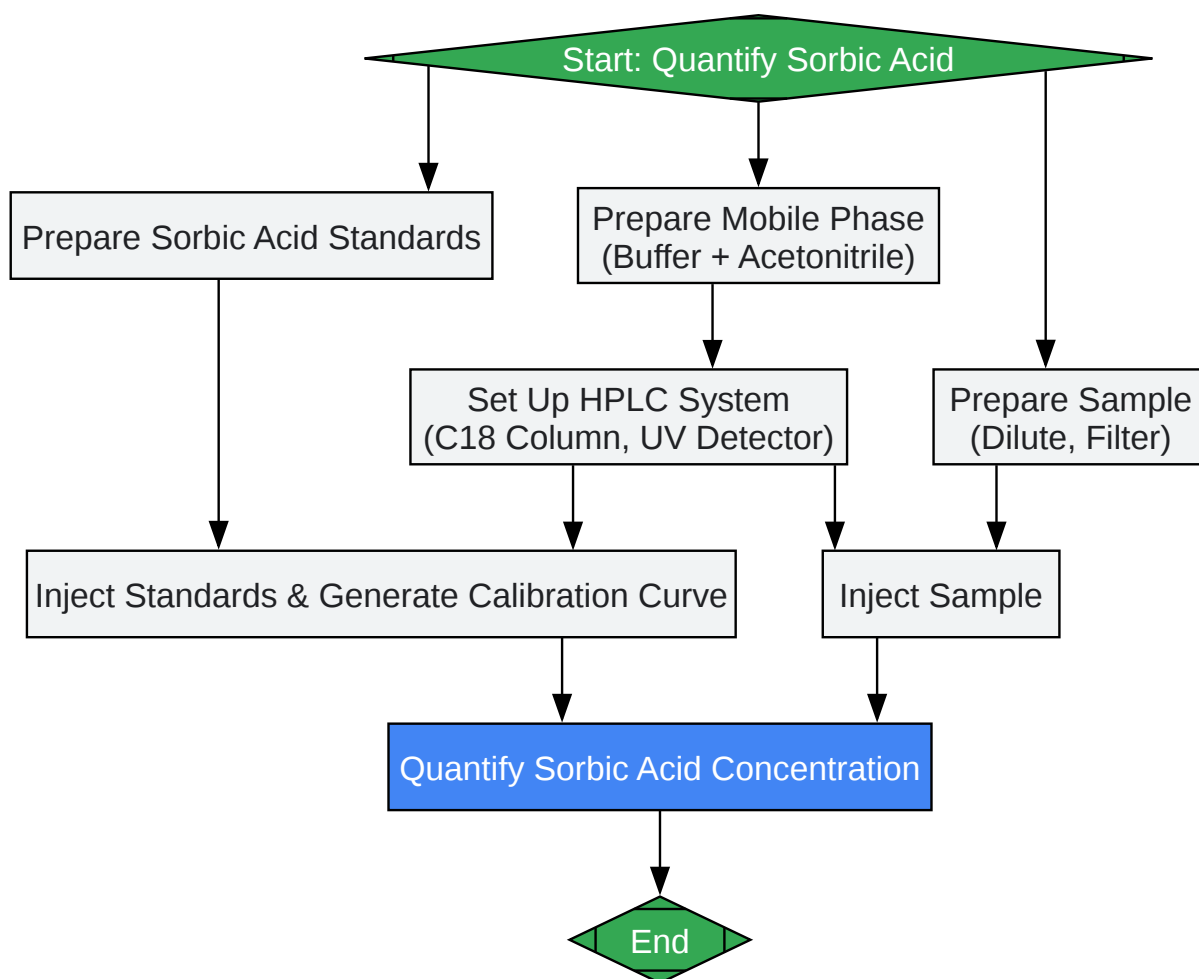 Start: Quantify Sorbic Acid
Prepare Sorbic Acid Standards
Prepare Mobile Phase
(Buffer + Acetonitrile)
Set Up HPLC System
(C18 Column, UV Detector)
Prepare Sample
(Dilute, Filter)
Inject Standards & Generate Calibration Curve
Inject Sample
Quantify Sorbic Acid Concentration
End